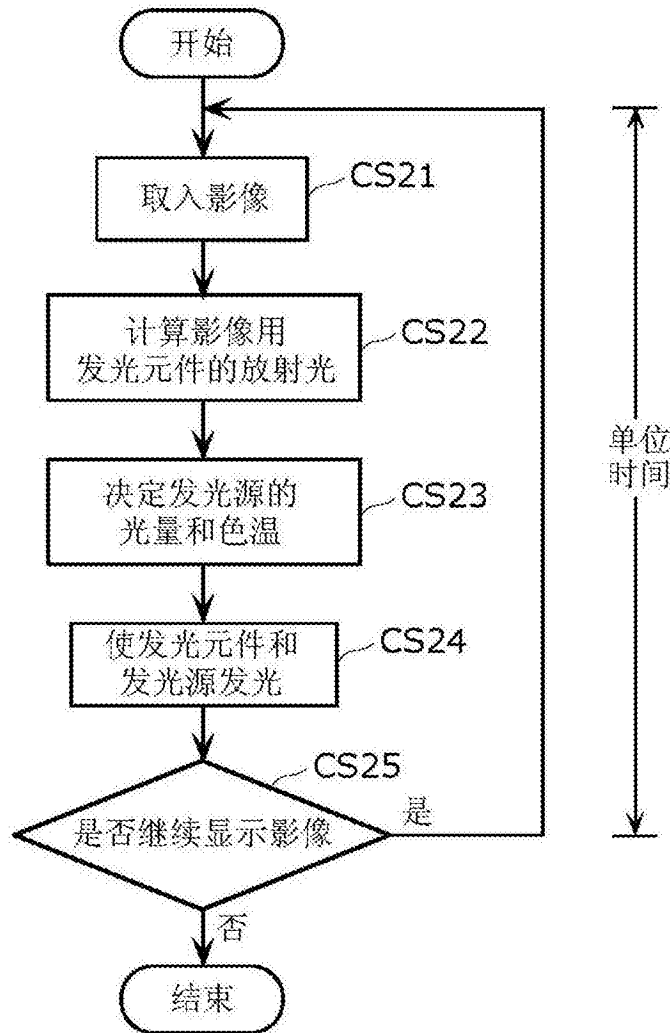 开始
取入影像
CS21
计算影像用
发光元件的放射光
CS22
决定发光源的
光量和色温
CS23
使发光元件和
发光源发光
CS24
CS25
是否继续显示影像
是
否
结束
单位
时间